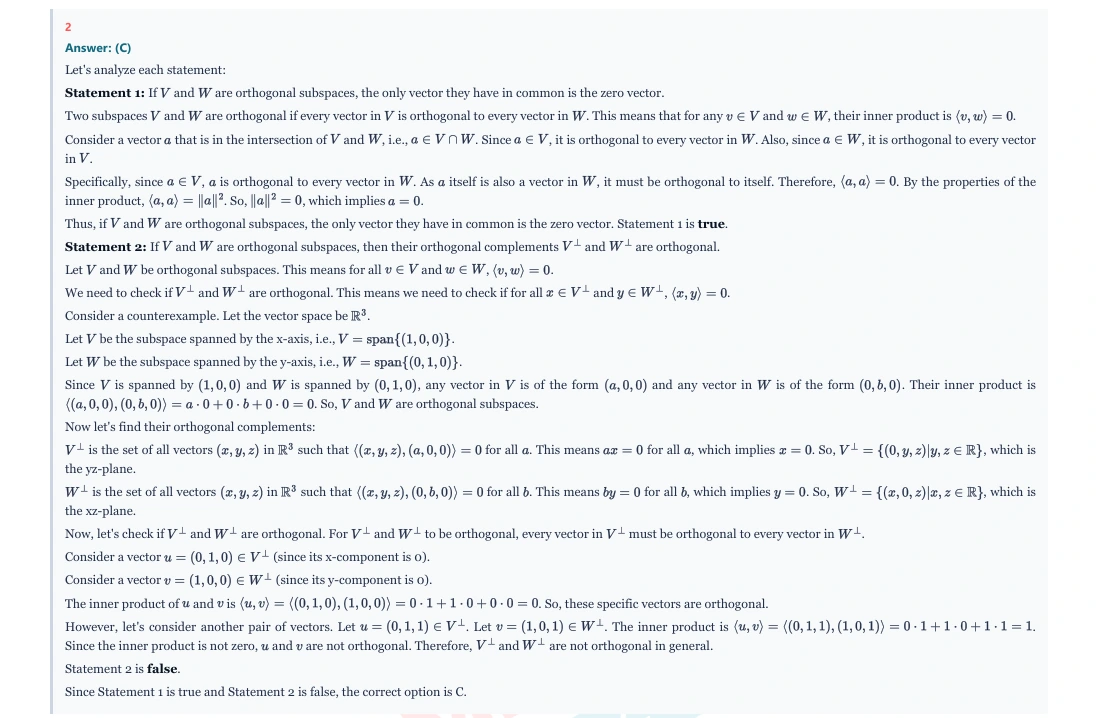 2
Answer: (C)
Let's analyze each statement:
Statement 1: If V and W are orthogonal subspaces, the only vector they have in common is the zero vector.
Two subspaces V and W are orthogonal if every vector in V is orthogonal to every vector in W. This means that for any v ∈ V and w ∈ W, their inner product is ⟨v, w⟩ = 0.
Consider a vector a that is in the intersection of V and W, i.e., a ∈ V ∩ W. Since a ∈ V, it is orthogonal to every vector in W. Also, since a ∈ W, it is orthogonal to every vector
in V.
Specifically, since a ∈ V, a is orthogonal to every vector in W. As a itself is also a vector in W, it must be orthogonal to itself. Therefore, ⟨a, a⟩ = 0. By the properties of the
inner product, ⟨a, a⟩ = ‖a‖². So, ‖a‖² = 0, which implies a = 0.
Thus, if V and W are orthogonal subspaces, the only vector they have in common is the zero vector. Statement 1 is true.
Statement 2: If V and W are orthogonal subspaces, then their orthogonal complements V⊥ and W⊥ are orthogonal.
Let V and W be orthogonal subspaces. This means for all v ∈ V and w ∈ W, ⟨v, w⟩ = 0.
We need to check if V⊥ and W⊥ are orthogonal. This means we need to check if for all x ∈ V⊥ and y ∈ W⊥, ⟨x, y⟩ = 0.
Consider a counterexample. Let the vector space be ℝ³.
Let V be the subspace spanned by the x-axis, i.e., V = span{(1, 0, 0)}.
Let W be the subspace spanned by the y-axis, i.e., W = span{(0, 1, 0)}.
Since V is spanned by (1, 0, 0) and W is spanned by (0, 1, 0), any vector in V is of the form (a, 0, 0) and any vector in W is of the form (0, b, 0). Their inner product is
⟨(a, 0, 0), (0, b, 0)⟩ = a · 0 + 0 · b + 0 · 0 = 0. So, V and W are orthogonal subspaces.
Now let's find their orthogonal complements:
V⊥ is the set of all vectors (x, y, z) in ℝ³ such that ⟨(x, y, z), (a, 0, 0)⟩ = 0 for all a. This means ax = 0 for all a, which implies x = 0. So, V⊥ = {(0, y, z)|y, z ∈ ℝ}, which is
the yz-plane.
W⊥ is the set of all vectors (x, y, z) in ℝ³ such that ⟨(x, y, z), (0, b, 0)⟩ = 0 for all b. This means by = 0 for all b, which implies y = 0. So, W⊥ = {(x, 0, z)|x, z ∈ ℝ}, which is
the xz-plane.
Now, let's check if V⊥ and W⊥ are orthogonal. For V⊥ and W⊥ to be orthogonal, every vector in V⊥ must be orthogonal to every vector in W⊥.
Consider a vector u = (0, 1, 0) ∈ V⊥ (since its x-component is 0).
Consider a vector v = (1, 0, 0) ∈ W⊥ (since its y-component is 0).
The inner product of u and v is ⟨u, v⟩ = ⟨(0, 1, 0), (1, 0, 0)⟩ = 0 · 1 + 1 · 0 + 0 · 0 = 0. So, these specific vectors are orthogonal.
However, let's consider another pair of vectors. Let u = (0, 1, 1) ∈ V⊥. Let v = (1, 0, 1) ∈ W⊥. The inner product is ⟨u, v⟩ = ⟨(0, 1, 1), (1, 0, 1)⟩ = 0 · 1 + 1 · 0 + 1 · 1 = 1.
Since the inner product is not zero, u and v are not orthogonal. Therefore, V⊥ and W⊥ are not orthogonal in general.
Statement 2 is false.
Since Statement 1 is true and Statement 2 is false, the correct option is C.